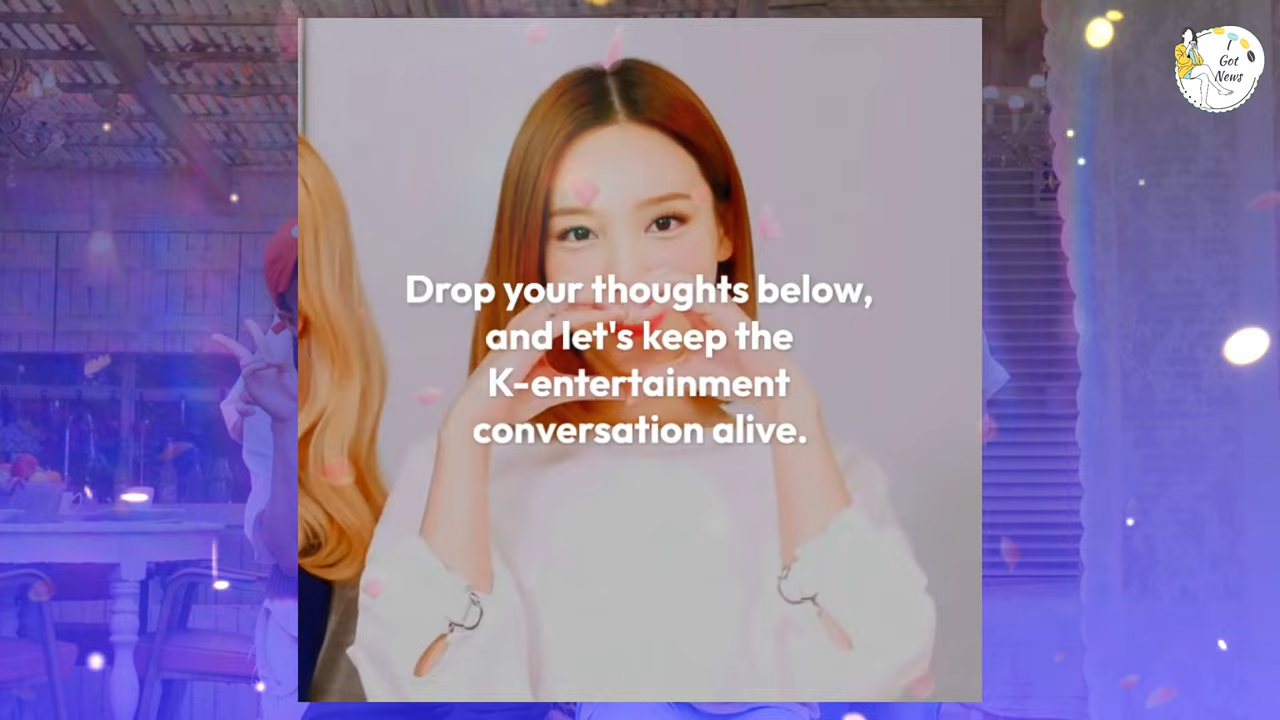 Drop your thoughts below,
and let's keep the
K-entertainment
conversation alive.
I
Got
News